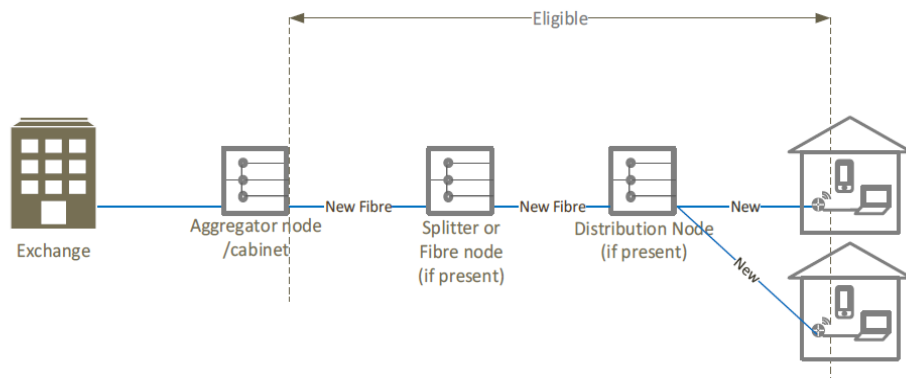 Eligible
New Fibre
New Fibre
New
New
Exchange
Aggregator node
/cabinet
Splitter or
Fibre node
(if present)
Distribution Node
(if present)